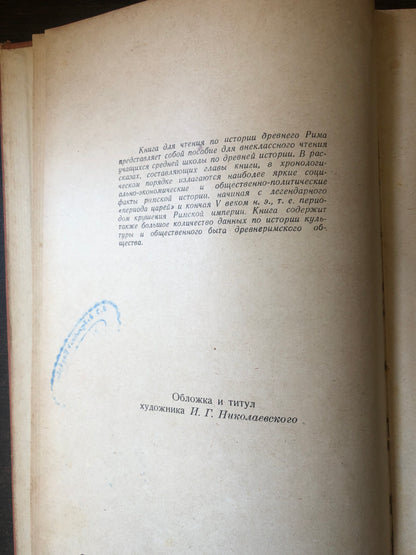 Книга для чтения по истории древнего Рима
представляет собой пособие для внеклассного чтения
учащихся средней школы по древней истории. В рас-
сказах, составляющих главы книги, в хронологи-
ческом порядке излагаются наиболее яркие соци-
ально-экономические и общественно-политические
факты римской истории, начиная с легендарного
«периода царей» и кончая V веком н. э., т. е. перио-
дом крушения Римской империи. Книга содержит
также большое количество данных по истории куль-
туры и общественного быта древнеримского об-
щества.
Обложка и титул
художника И. Г. Николаевского